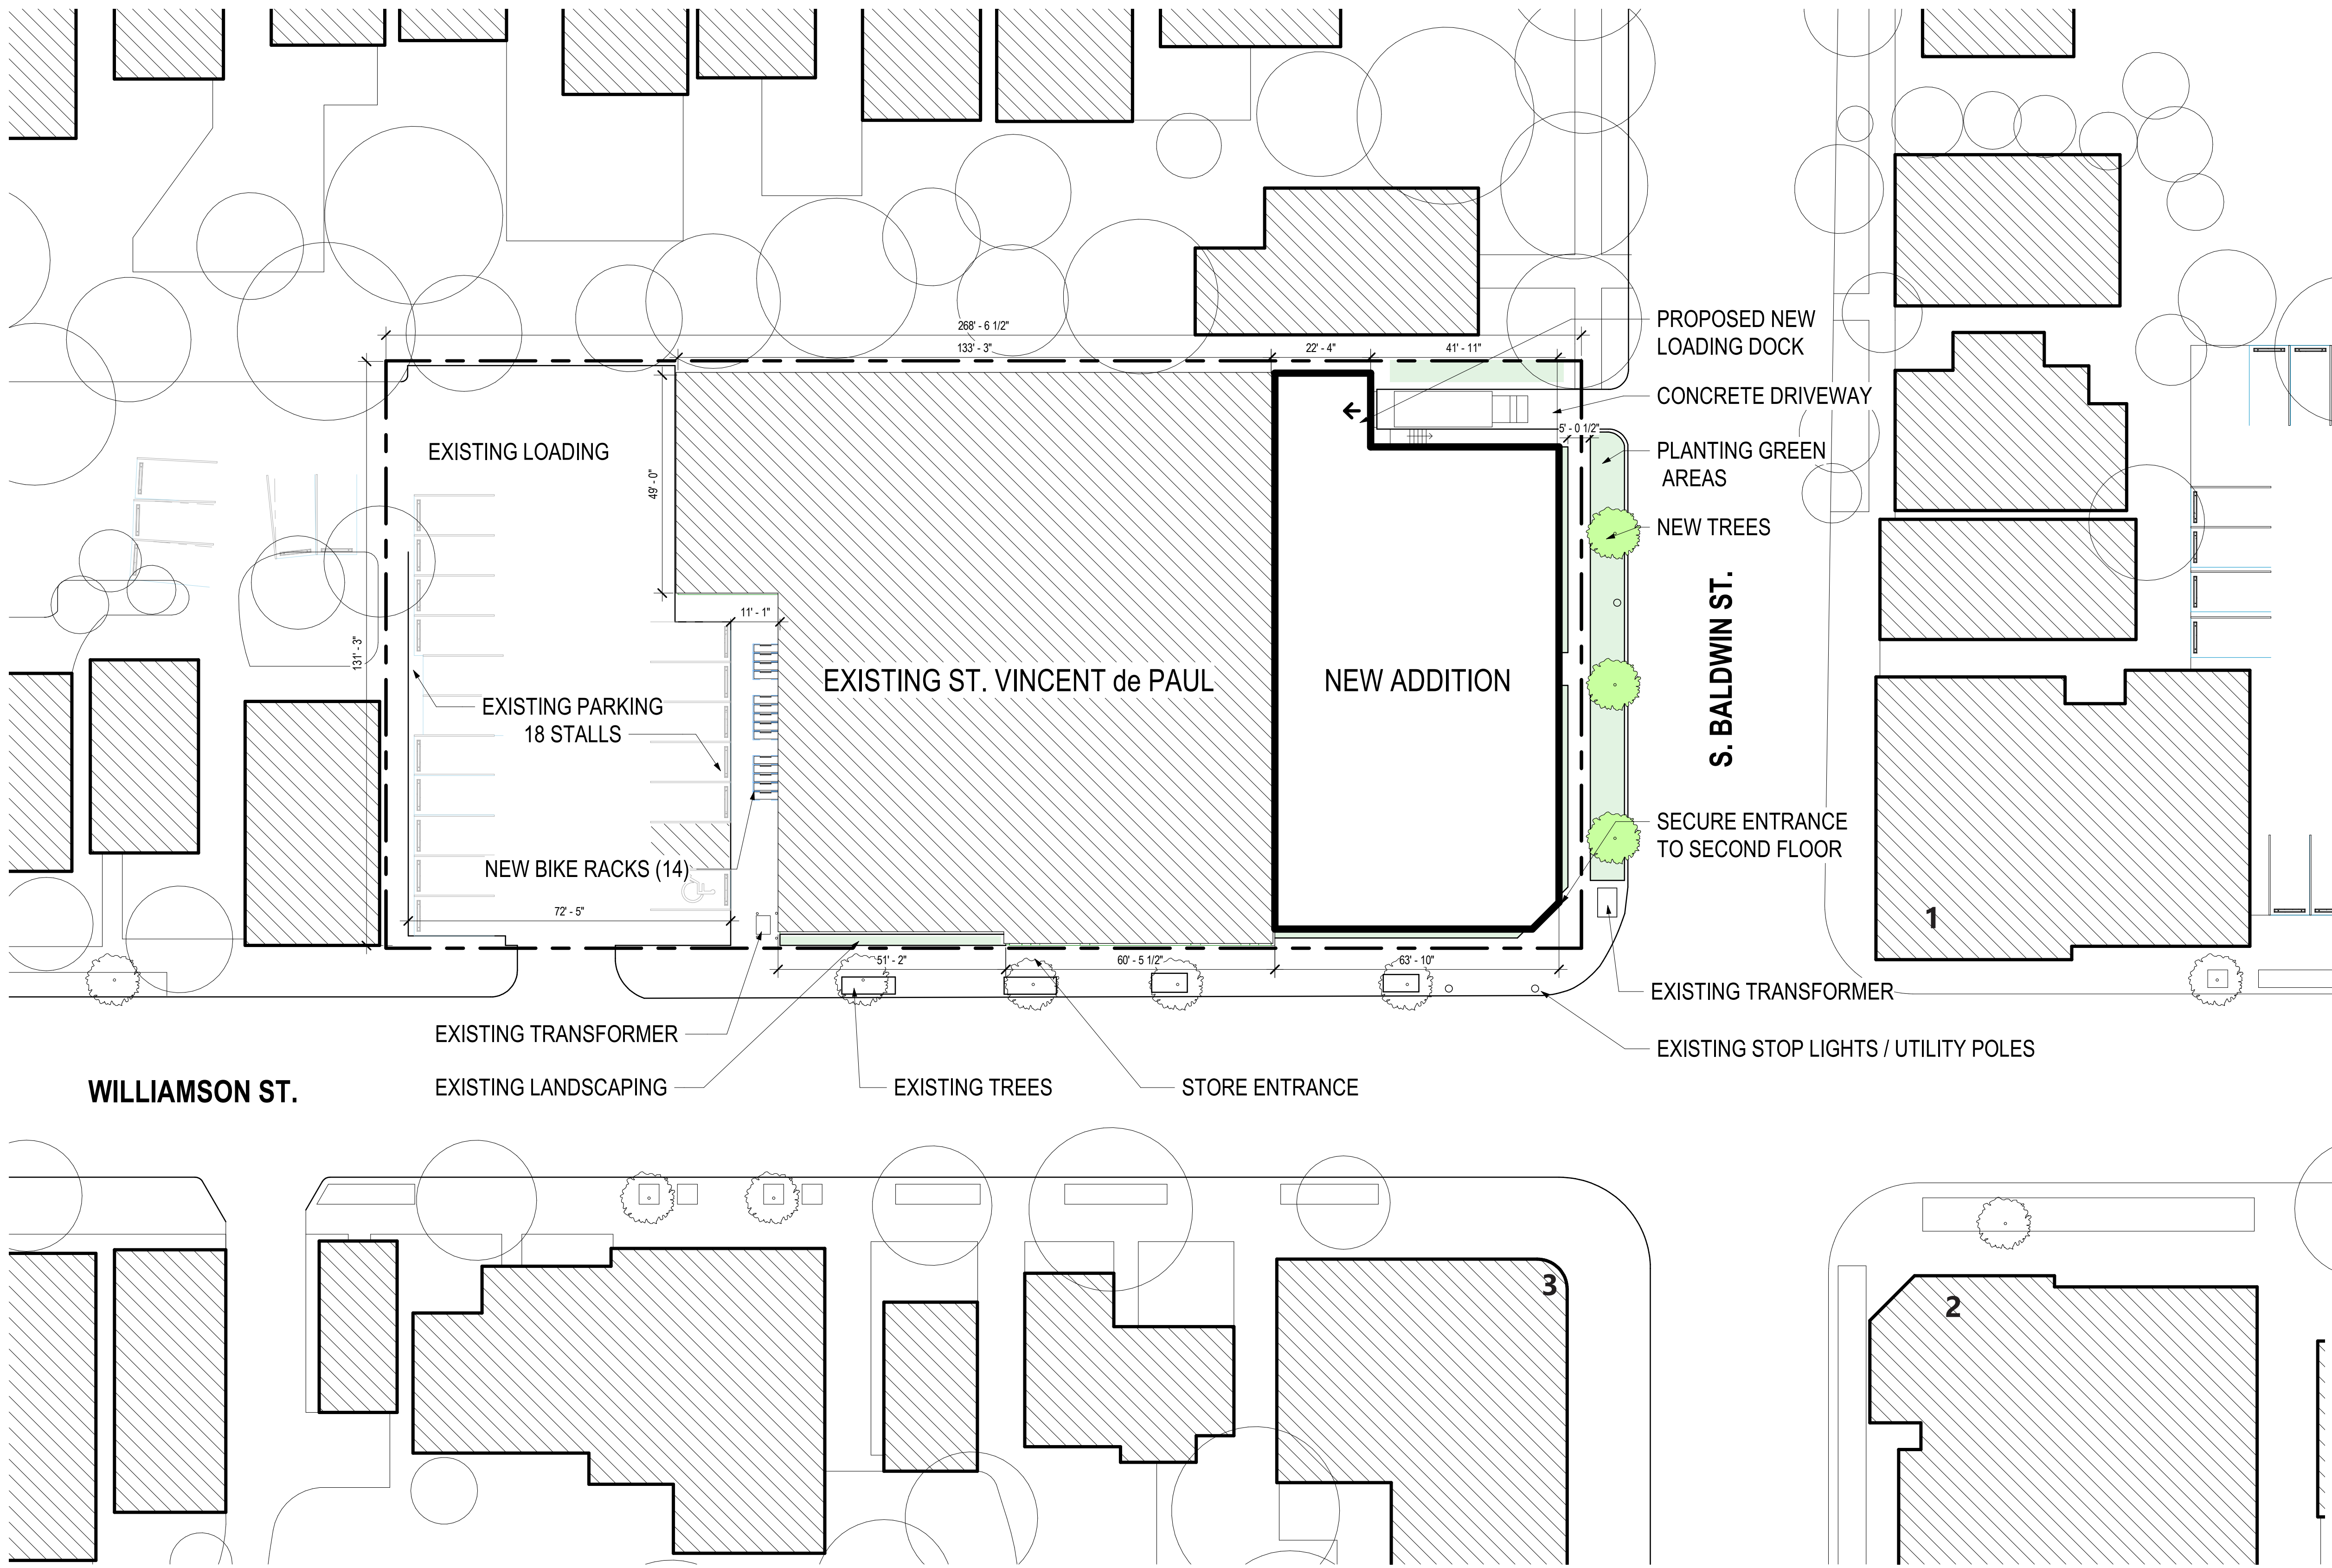 268' - 6 1/2"
133' - 3"
22' - 4"
41' - 11"
PROPOSED NEW
LOADING DOCK
CONCRETE DRIVEWAY
5' - 0 1/2"
PLANTING GREEN
AREAS
EXISTING LOADING
49' - 0"
NEW TREES
11' - 1"
131' - 3"
S. BALDWIN ST.
EXISTING ST. VINCENT de PAUL
NEW ADDITION
EXISTING PARKING
18 STALLS
SECURE ENTRANCE
TO SECOND FLOOR
NEW BIKE RACKS (14)
72' - 5"
1
51' - 2"
60' - 5 1/2"
63' - 10"
EXISTING TRANSFORMER
EXISTING TRANSFORMER
EXISTING STOP LIGHTS / UTILITY POLES
WILLIAMSON ST.
EXISTING LANDSCAPING
EXISTING TREES
STORE ENTRANCE
3
2